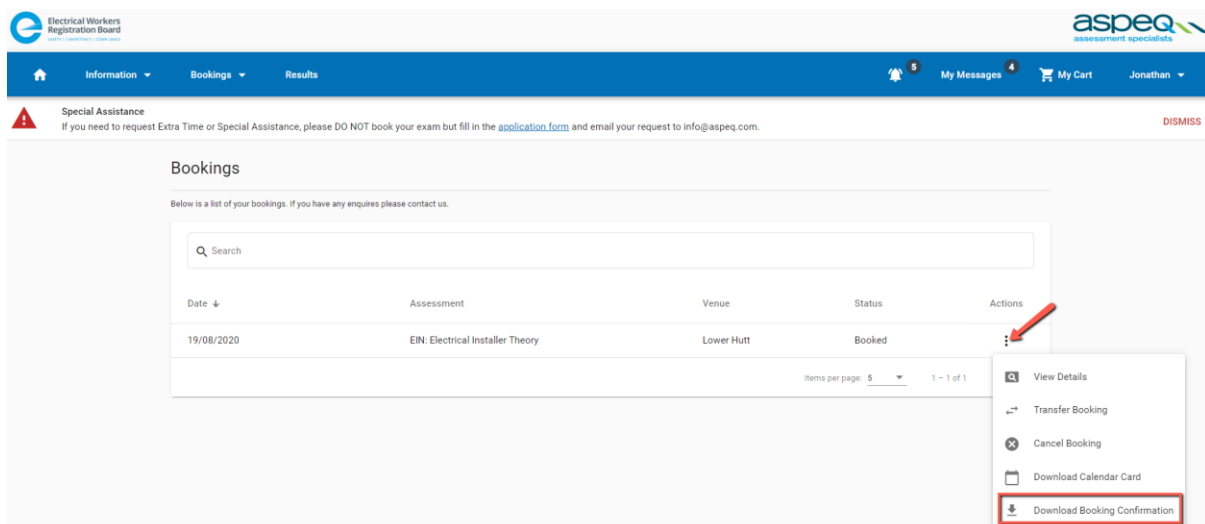 Electrical Workers
Registration Board
SAFETY | COMPETENCY | COMPLIANCE
aspeq
assessment specialists
Information
Bookings
Results
5
My Messages
4
My Cart
Jonathan
Special Assistance
If you need to request Extra Time or Special Assistance, please DO NOT book your exam but fill in the application form and email your request to info@aspeq.com.
DISMISS
Bookings
Below is a list of your bookings. If you have any enquires please contact us.
Search
Date Assessment Venue Status Actions
19/08/2020 EIN: Electrical Installer Theory Lower Hutt Booked
Items per page: 5 1 – 1 of 1
View Details
Transfer Booking
Cancel Booking
Download Calendar Card
Download Booking Confirmation